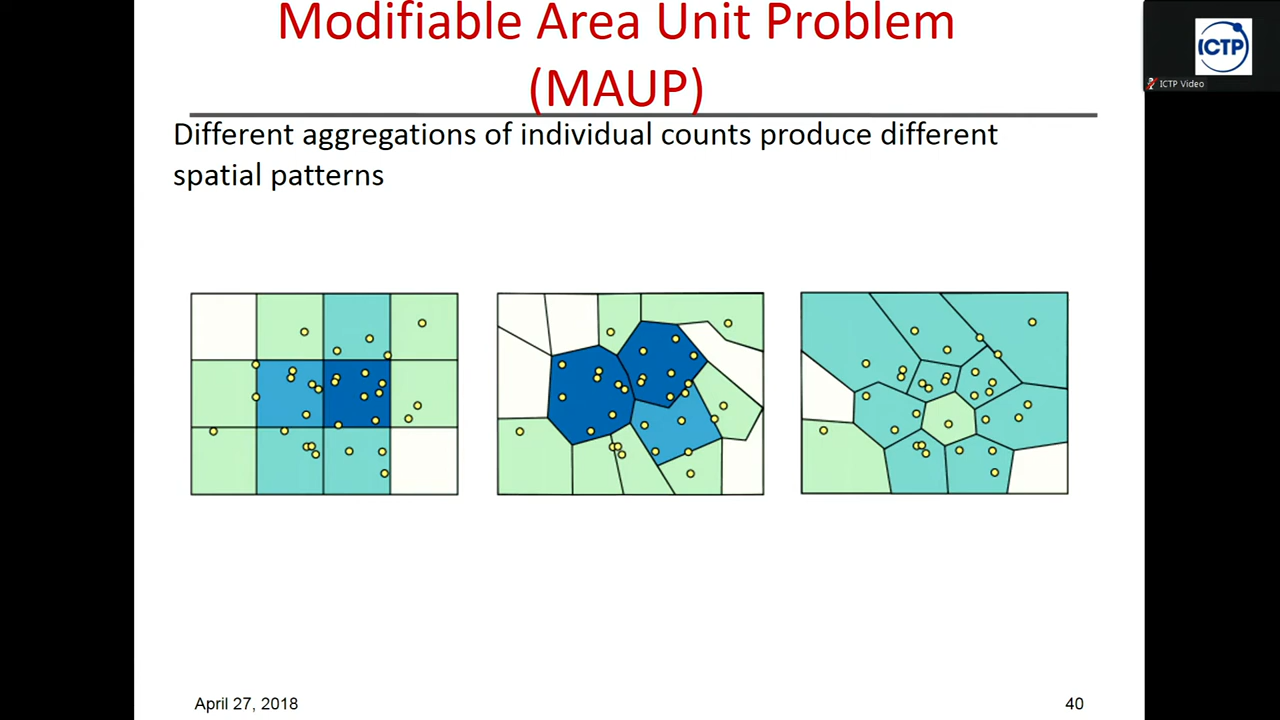 Modifiable Area Unit Problem
(MAUP)
Different aggregations of individual counts produce different
spatial patterns
ICTP
ICTP Video
April 27, 2018
40